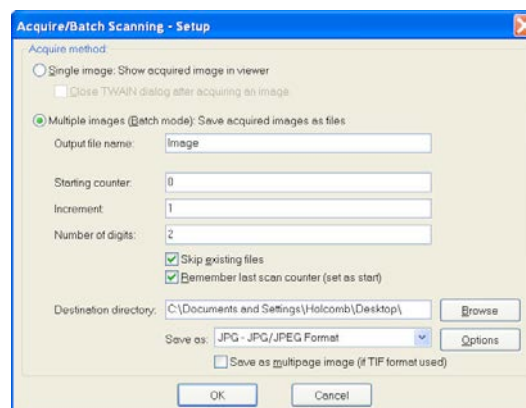 Acquire/Batch Scanning - Setup
Acquire method:
Single image: Show acquired image in viewer
Close TWAIN dialog after acquiring an image
Multiple images (Batch mode): Save acquired images as files
Output file name: Image
Starting counter: 0
Increment: 1
Number of digits: 2
Skip existing files
Remember last scan counter (set as start)
Destination directory: C:\Documents and Settings\Holcomb\Desktop\ Browse
Save as: JPG - JPG/JPEG Format Options
Save as multipage image (if TIF format used)
OK Cancel